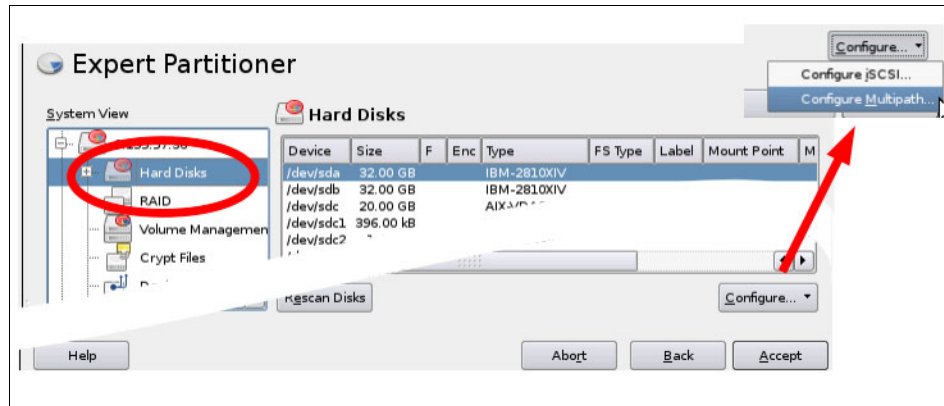 Configure...
Configure iSCSI...
Configure Multipath...
Expert Partitioner
System View
Hard Disks
Hard Disks
RAID
Volume Managemen
Crypt Files
Device Size F Enc Type FS Type Label Mount Point M
/dev/sda 32.00 GB IBM-2810XIV
/dev/sdb 32.00 GB IBM-2810XIV
/dev/sdc 20.00 GB
/dev/sdc1 396.00 kB
/dev/sdc2
Rescan Disks
Configure...
Help
Abort
Back
Accept